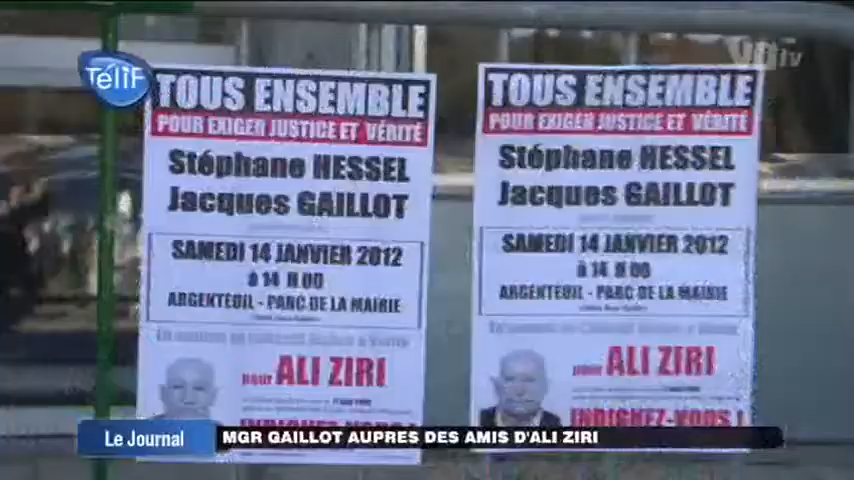 TéliF
TOUS ENSEMBLE
POUR EXIGER JUSTICE ET VÉRITÉ
Stéphane HESSEL
Jacques GAILLOT
SAMEDI 14 JANVIER 2012
à 14 H 00
ARGENTEUIL - PARC DE LA MAIRIE
pour ALI ZIRI
TOUS ENSEMBLE
POUR EXIGER JUSTICE ET VÉRITÉ
Stéphane HESSEL
Jacques GAILLOT
SAMEDI 14 JANVIER 2012
à 14 H 00
ARGENTEUIL - PARC DE LA MAIRIE
pour ALI ZIRI
INDIGNEZ-VOUS !
tv
Le Journal
MGR GAILLOT AUPRES DES AMIS D'ALI ZIRI